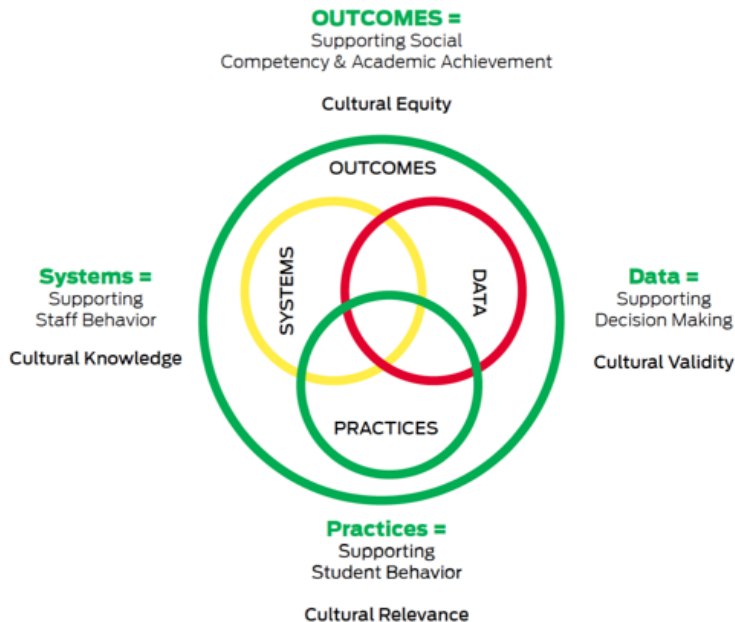 OUTCOMES =
Supporting Social
Competency & Academic Achievement
Cultural Equity
OUTCOMES
SYSTEMS
DATA
PRACTICES
Systems =
Supporting
Staff Behavior
Cultural Knowledge
Data =
Supporting
Decision Making
Cultural Validity
Practices =
Supporting
Student Behavior
Cultural Relevance